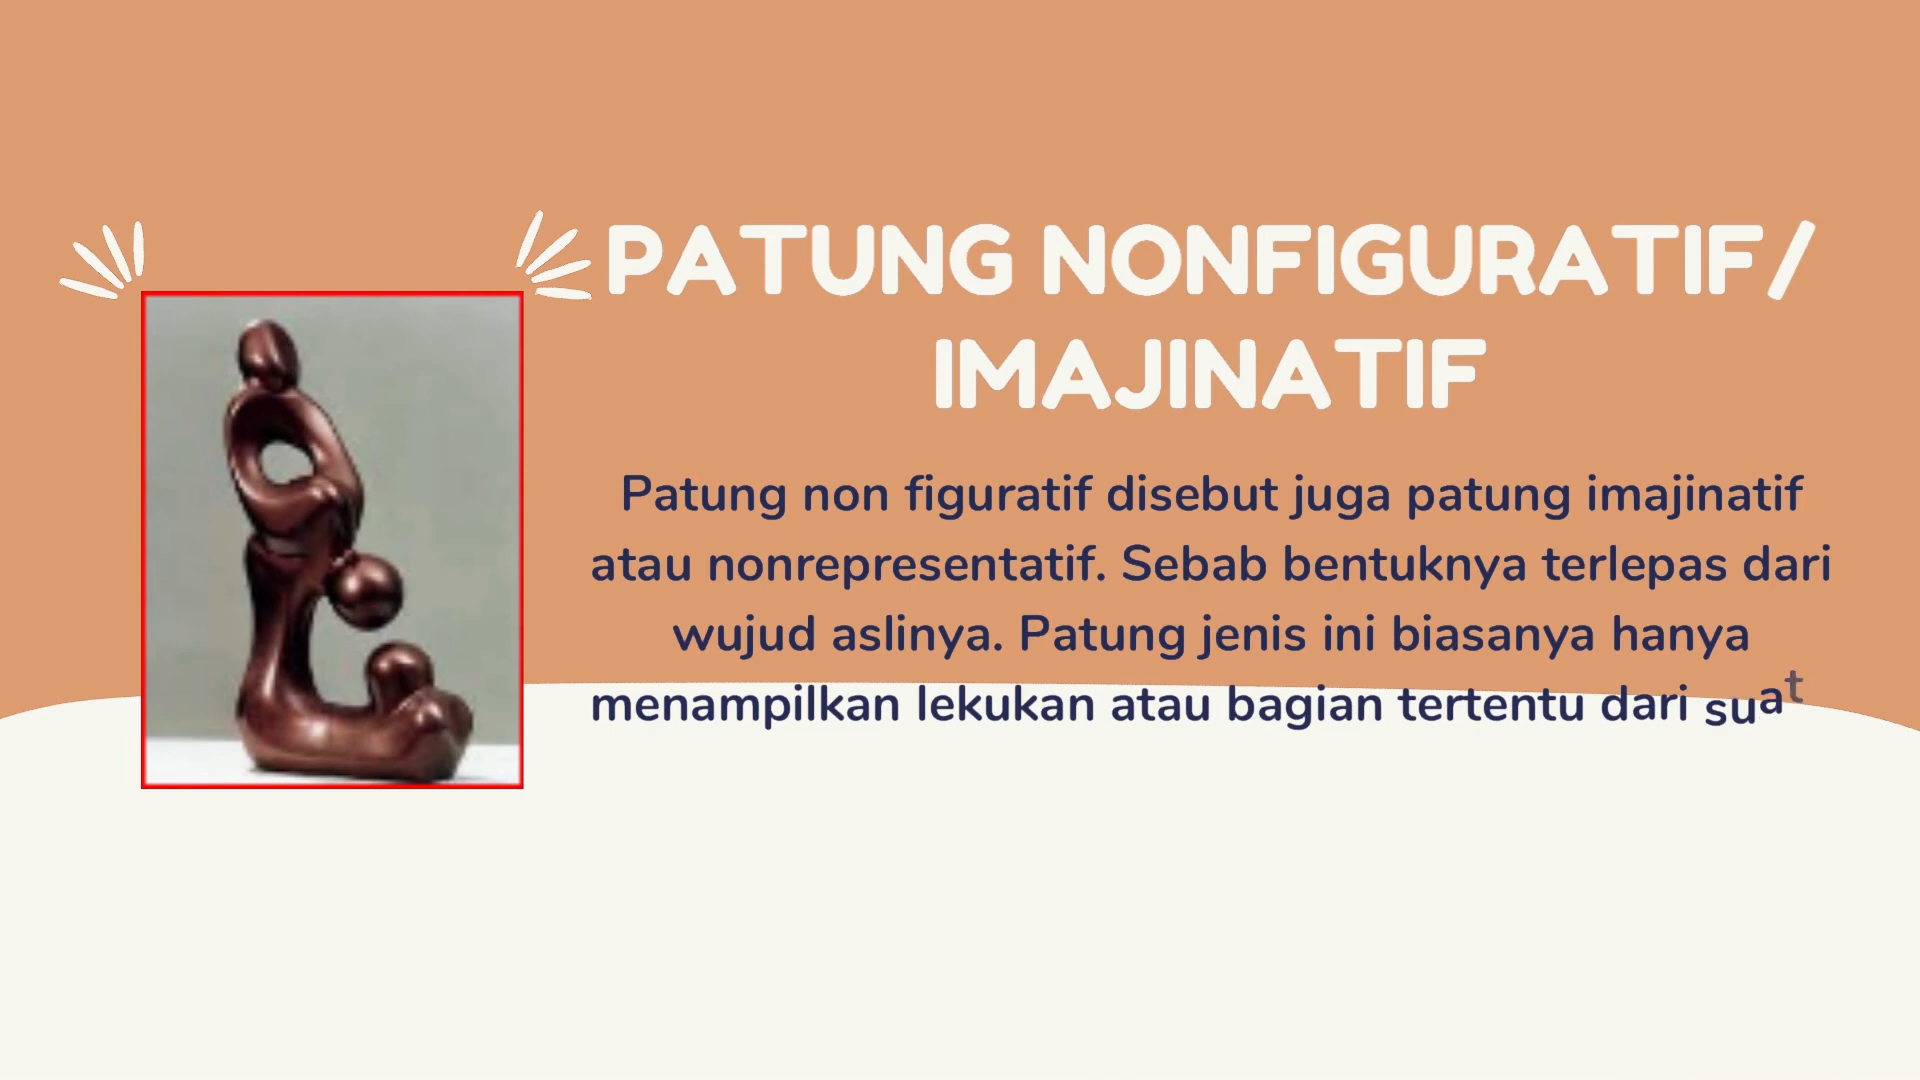 PATUNG NONFIGURATIF/
IMAJINATIF
Patung non figuratif disebut juga patung imajinatif
atau nonrepresentatif. Sebab bentuknya terlepas dari
wujud aslinya. Patung jenis ini biasanya hanya
menampilkan lekukan atau bagian tertentu dari suat